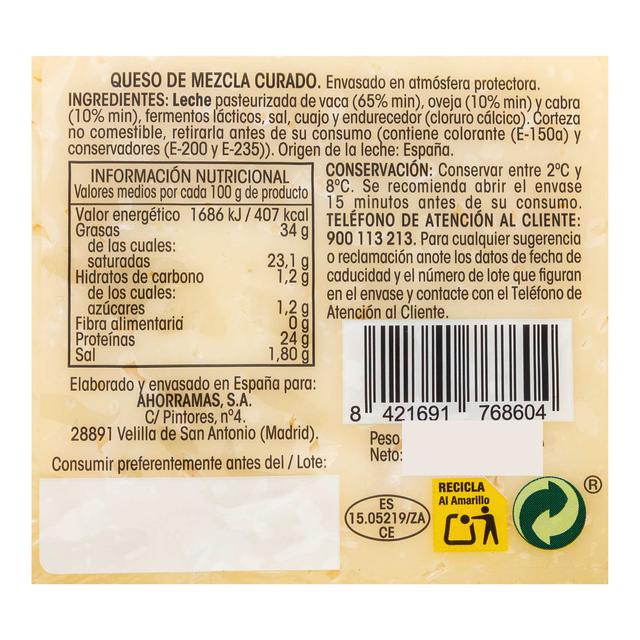 QUESO DE MEZCLA CURADO. Envasado en atmósfera protectora.
INGREDIENTES: Leche pasteurizada de vaca (65% min), oveja (10% min) y cabra
(10% min), fermentos lácticos, sal, cuajo y endurecedor (cloruro cálcico). Corteza
no comestible, retirarla antes de su consumo (contiene colorante (E-150a) y
conservadores (E-200 y E-235)). Origen de la leche: España.
INFORMACIÓN NUTRICIONAL
Valores medios por cada 100 g de producto
Valor energético 1686 kJ / 407 kcal
Grasas 34 g
de las cuales:
saturadas 23,1 g
Hidratos de carbono 1,2 g
de los cuales:
azúcares 1,2 g
Fibra alimentaria 0 g
Proteínas 24 g
Sal 1,80 g
CONSERVACIÓN: Conservar entre 2ºC y
8ºC. Se recomienda abrir el envase
15 minutos antes de su consumo.
TELÉFONO DE ATENCIÓN AL CLIENTE:
900 113 213. Para cualquier sugerencia
o reclamación anote los datos de fecha de
caducidad y el número de lote que figuran
en el envase y contacte con el Teléfono de
Atención al Cliente.
8 421691 768604
Elaborado y envasado en España para:
AHORRAMAS, S.A.
C/ Pintores, nº4.
28891 Velilla de San Antonio (Madrid).
Peso
Neto:
Consumir preferentemente antes del / Lote:
ES
15.05219/ZA
CE
RECICLA
Al Amarillo
®